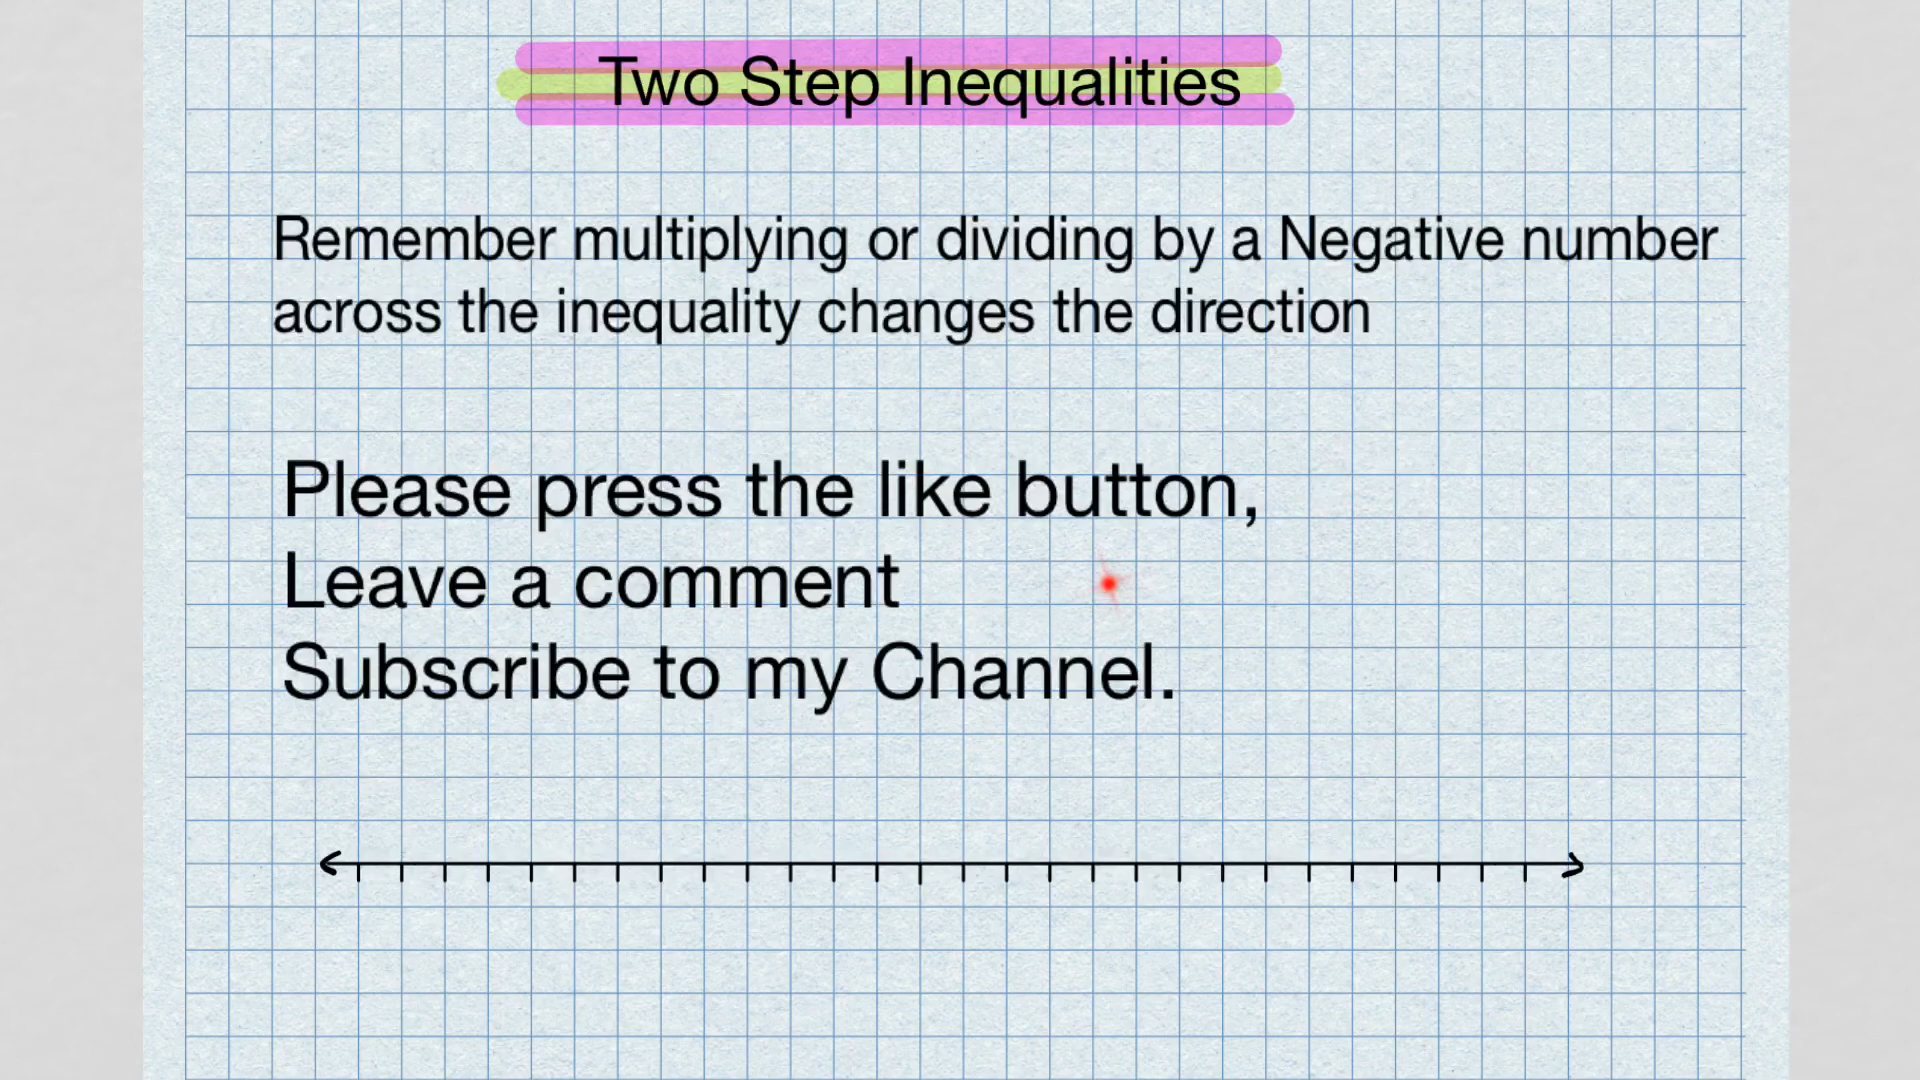 Two Step Inequalities
Remember multiplying or dividing by a Negative number
across the inequality changes the direction
Please press the like button,
Leave a comment
Subscribe to my Channel.